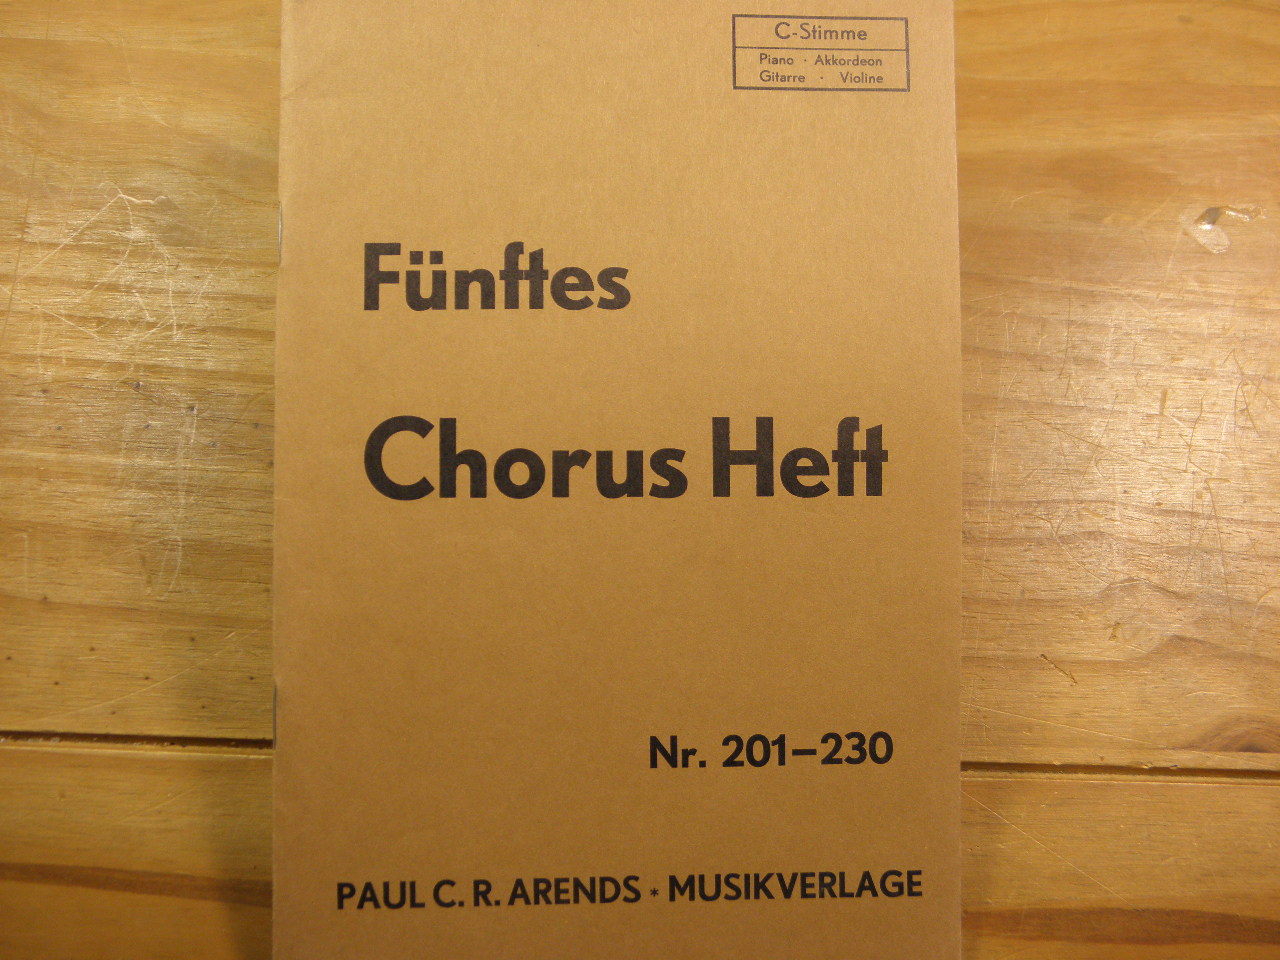 C-Stimme
Piano · Akkordeon
Gitarre · Violine
Fünftes
Chorus Heft
Nr. 201–230
PAUL C. R. ARENDS * MUSIKVERLAGE